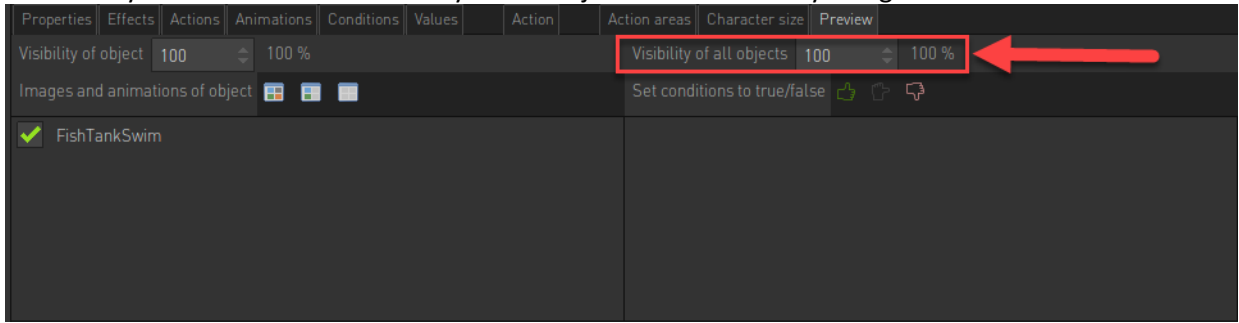 Properties Effects Actions Animations Conditions Values Action Action areas Character size Preview
Visibility of object 100 100 % Visibility of all objects 100 100 %
Images and animations of object Set conditions to true/false
FishTankSwim